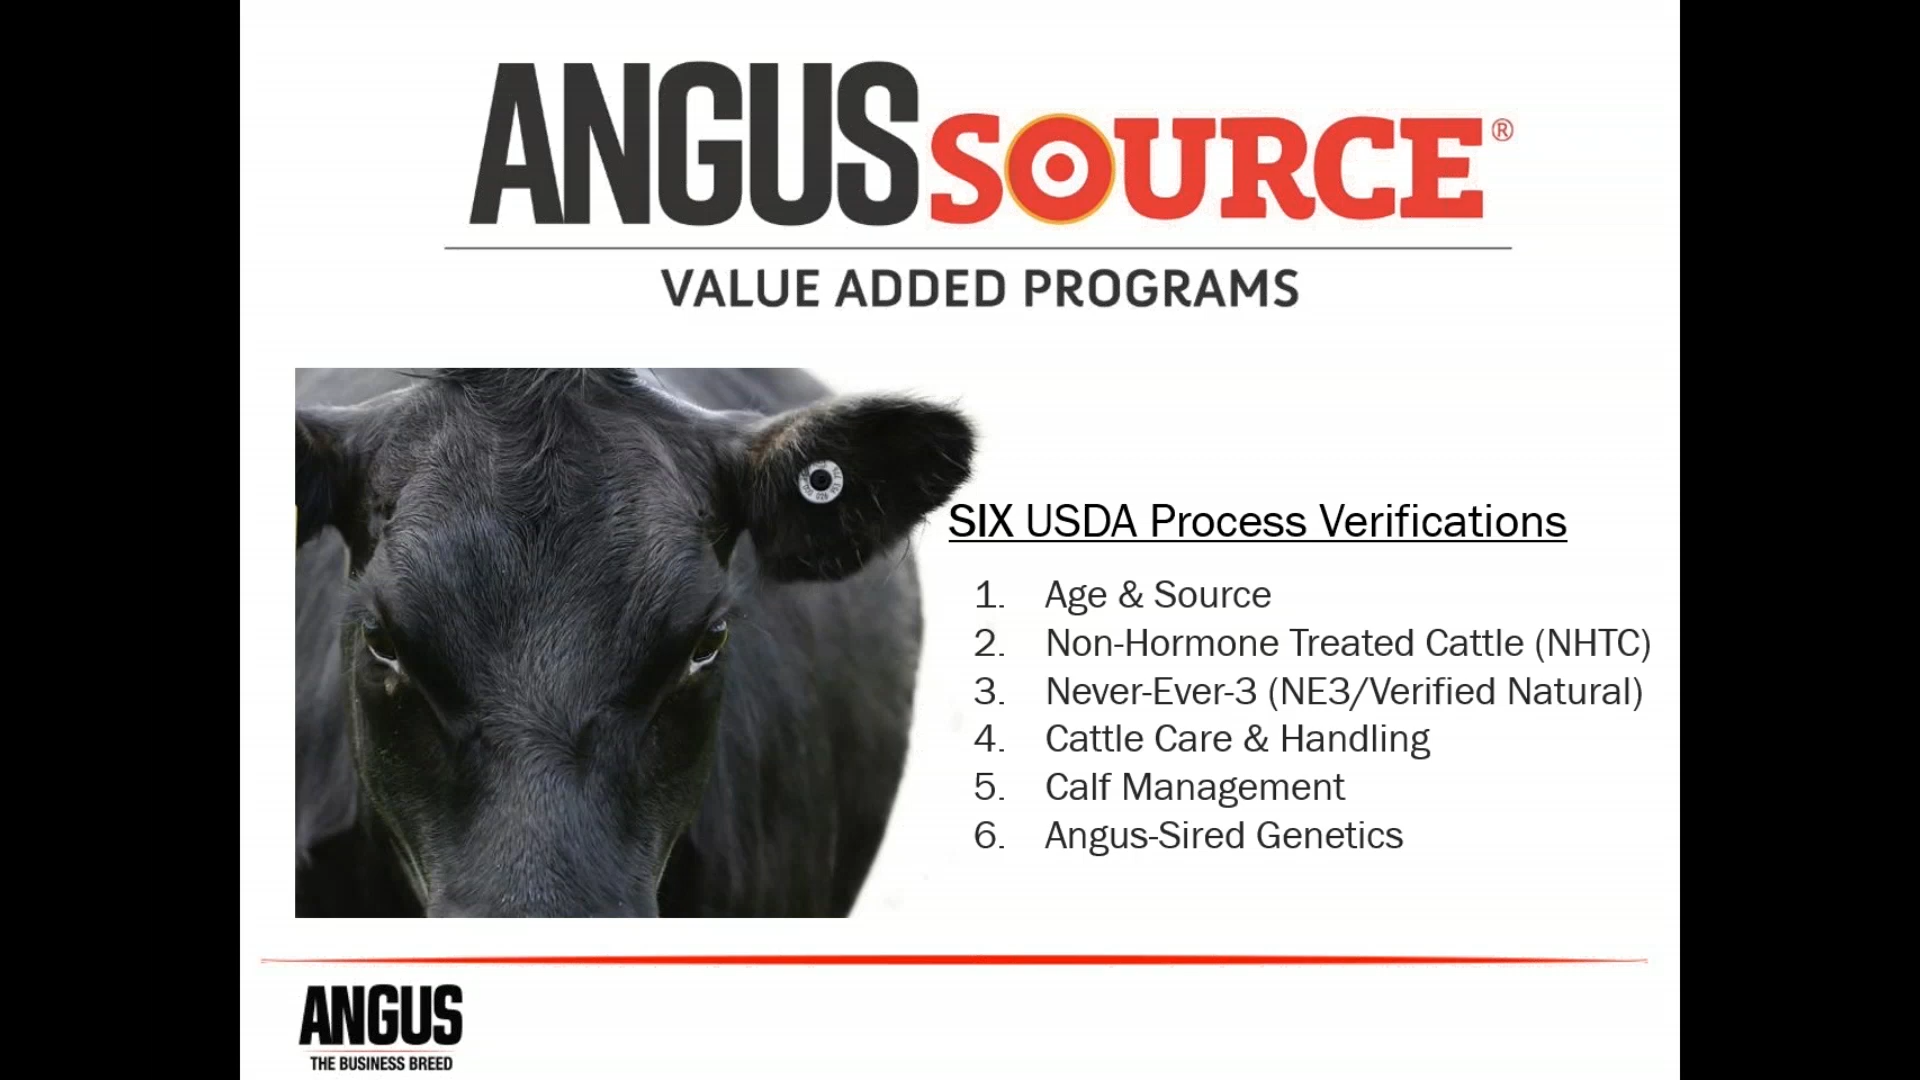 ANGUSSOURCE®
VALUE ADDED PROGRAMS
SIX USDA Process Verifications
1. Age & Source
2. Non-Hormone Treated Cattle (NHTC)
3. Never-Ever-3 (NE3/Verified Natural)
4. Cattle Care & Handling
5. Calf Management
6. Angus-Sired Genetics
ANGUS
THE BUSINESS BREED